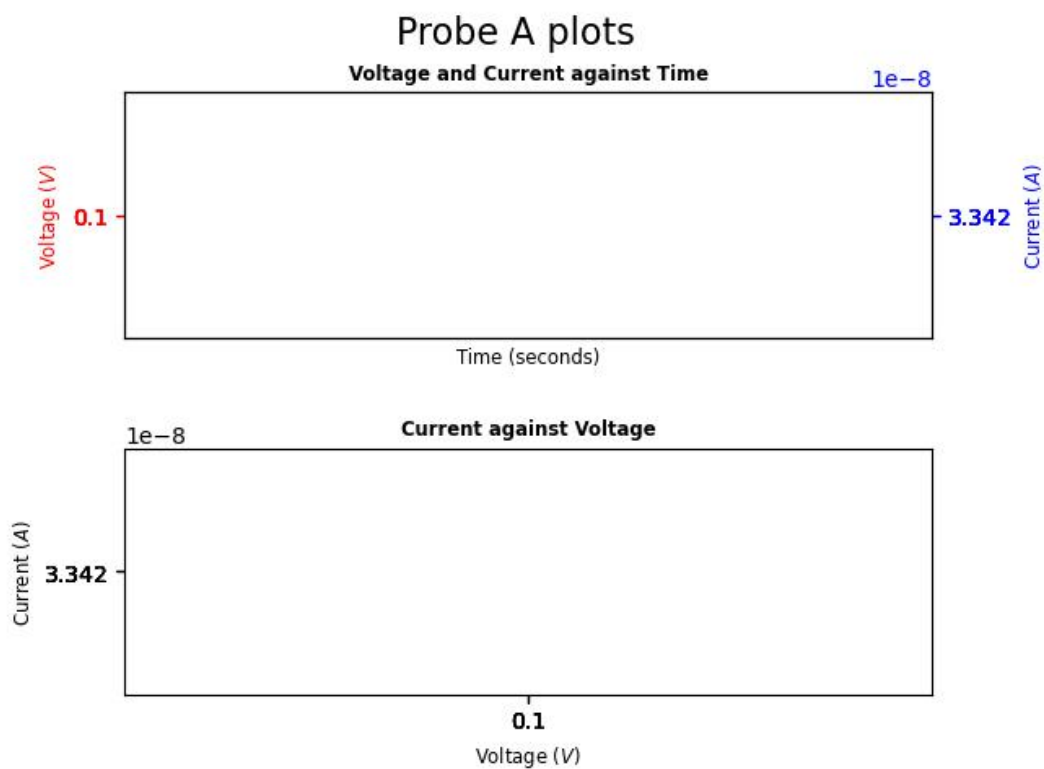 Probe A plots
Voltage and Current against Time
1e−8
Voltage (V)
0.1
3.342
Current (A)
Time (seconds)
Current against Voltage
1e−8
Current (A)
3.342
0.1
Voltage (V)